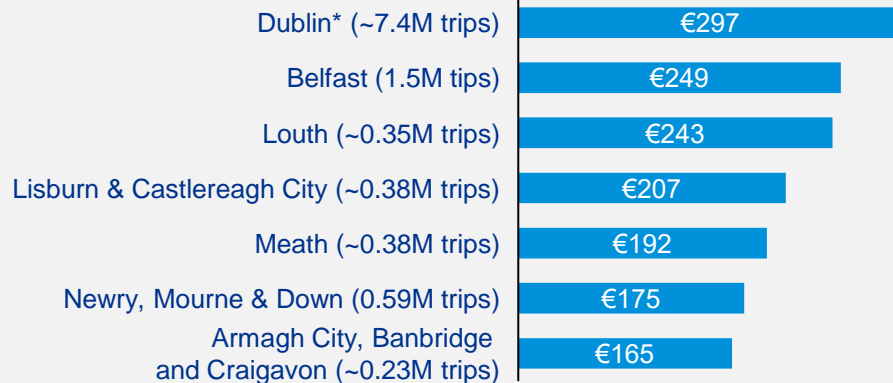 Dublin* (~7.4M trips) €297
Belfast (1.5M tips) €249
Louth (~0.35M trips) €243
Lisburn & Castlereagh City (~0.38M trips) €207
Meath (~0.38M trips) €192
Newry, Mourne & Down (0.59M trips) €175
Armagh City, Banbridge
and Craigavon (~0.23M trips) €165